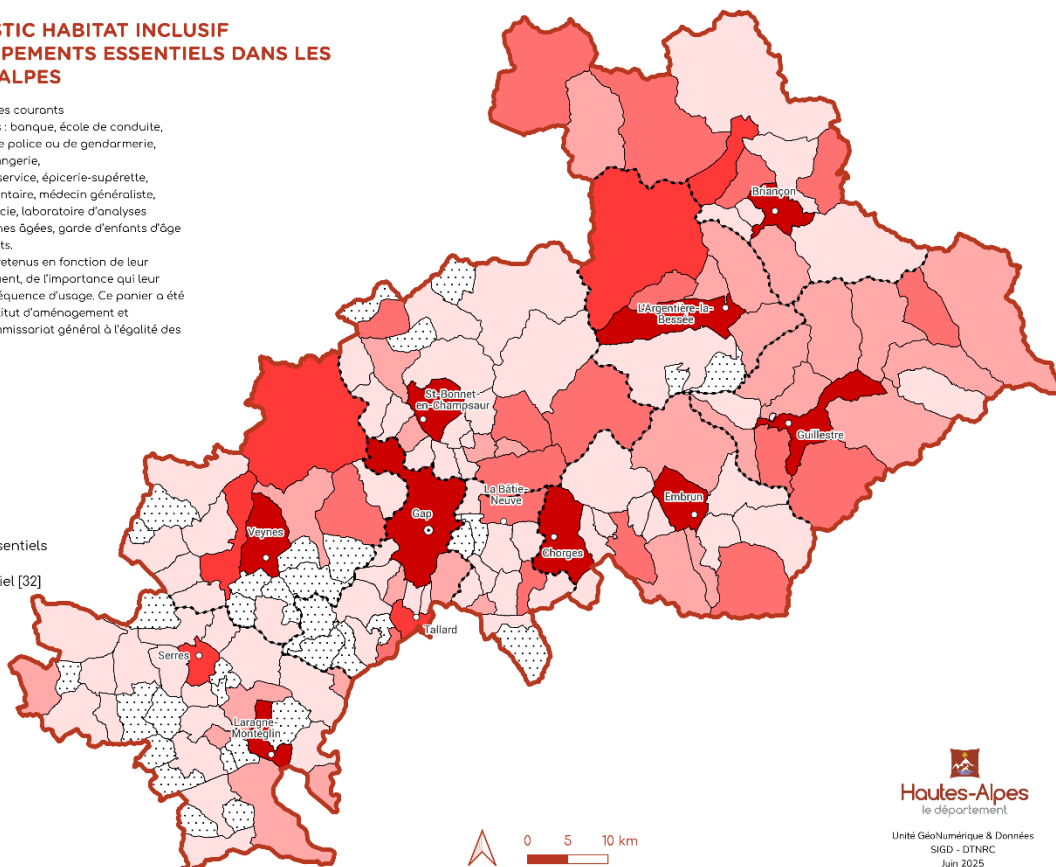 STIC HABITAT INCLUSIF
PEMENTS ESSENTIELS DANS LES
ALPES
es courants
s : banque, école de conduite,
e police ou de gendarmerie,
angerie,
service, épicerie-supérette,
entaire, médecin généraliste,
cie, laboratoire d'analyses
nes âgées, garde d'enfants d'âge
ts.
retenus en fonction de leur
uent, de l'importance qui leur
équence d'usage. Ce panier a été
titut d'aménagement et
mmissariat général à l'égalité des
Briançon
L'Argentière-la-
Bessée
St-Bonnet-
en-Champsaur
Guillestre
La Bâtie-
Neuve
Embrun
Gap
Veynes
Chorges
sentiels
iel [32]
Tallard
Serres
Laragne-
Montéglin
Hautes-Alpes
le département
0 5 10 km
Unité GéoNumérique & Données
SIGD - DTNRC
Juin 2025